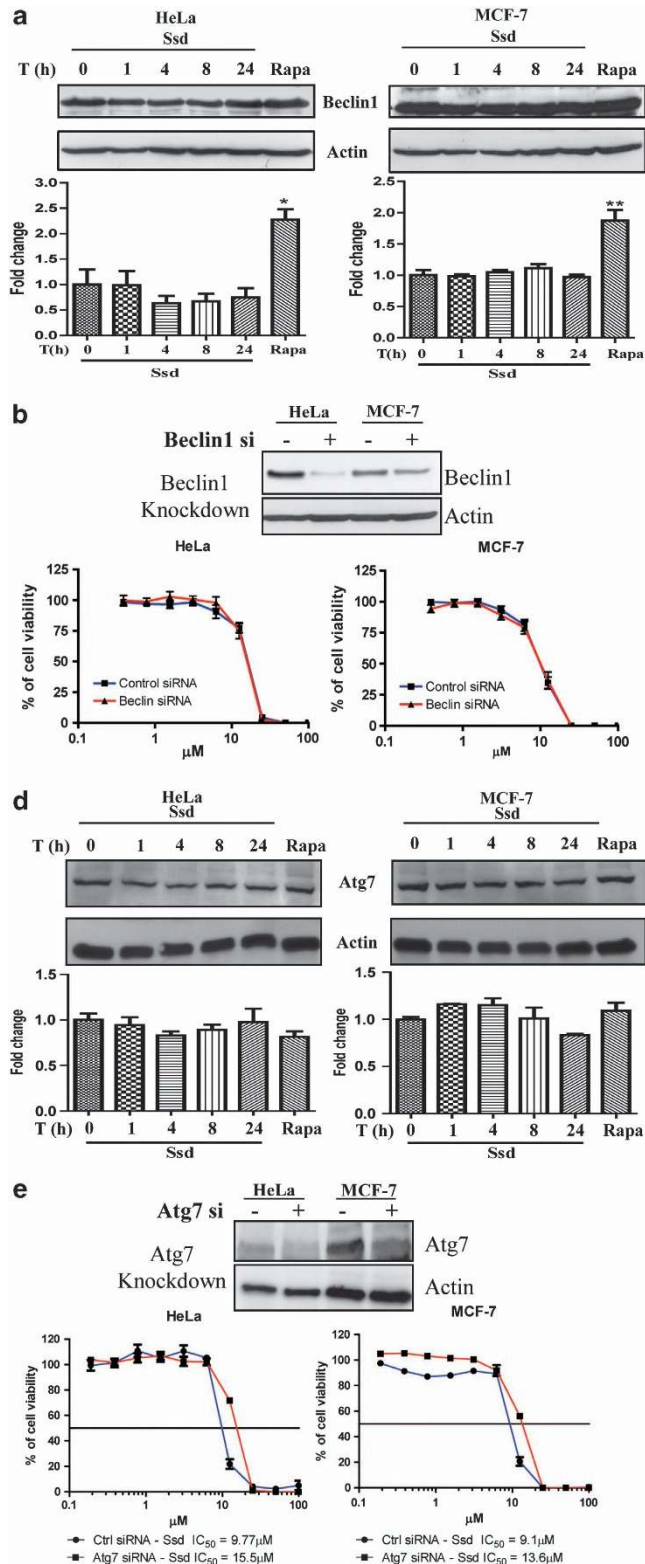 a
HeLa
Ssd
T (h) 0 1 4 8 24 Rapa
MCF-7
Ssd
0 1 4 8 24 Rapa
Beclin1
Actin
Fold change
3.0
2.5
2.0
1.5
1.0
0.5
0.0
*
T(h) 0 1 4 8 24 Rapa
Ssd
Fold change
2.5
2.0
1.5
1.0
0.5
0.0
**
T(h) 0 1 4 8 24 Rapa
Ssd
b
HeLa MCF-7
Beclin1 si - + - +
Beclin1
Knockdown
Beclin1
Actin
HeLa
% of cell viability
100
75
50
25
0
Control siRNA
Beclin siRNA
0.1 1 10 100
μM
MCF-7
% of cell viability
100
75
50
25
0
Control siRNA
Beclin siRNA
0.1 1 10 100
μM
d
HeLa
Ssd
T (h) 0 1 4 8 24 Rapa
MCF-7
Ssd
0 1 4 8 24 Rapa
Atg7
Actin
Fold change
1.5
1.0
0.5
0.0
T (h) 0 1 4 8 24 Rapa
Ssd
Fold change
1.5
1.0
0.5
0.0
T (h) 0 1 4 8 24 Rapa
Ssd
e
HeLa MCF-7
Atg7 si - + - +
Atg7
Knockdown
Atg7
Actin
HeLa
% of cell viability
120
100
80
60
40
20
0
0.1 1 10 100
μM
Ctrl siRNA - Ssd IC50 = 9.77μM
Atg7 siRNA - Ssd IC50 = 15.5μM
MCF-7
% of cell viability
120
100
80
60
40
20
0
0.1 1 10 100
μM
Ctrl siRNA - Ssd IC50 = 9.1μM
Atg7 siRNA - Ssd IC50 = 13.6μM